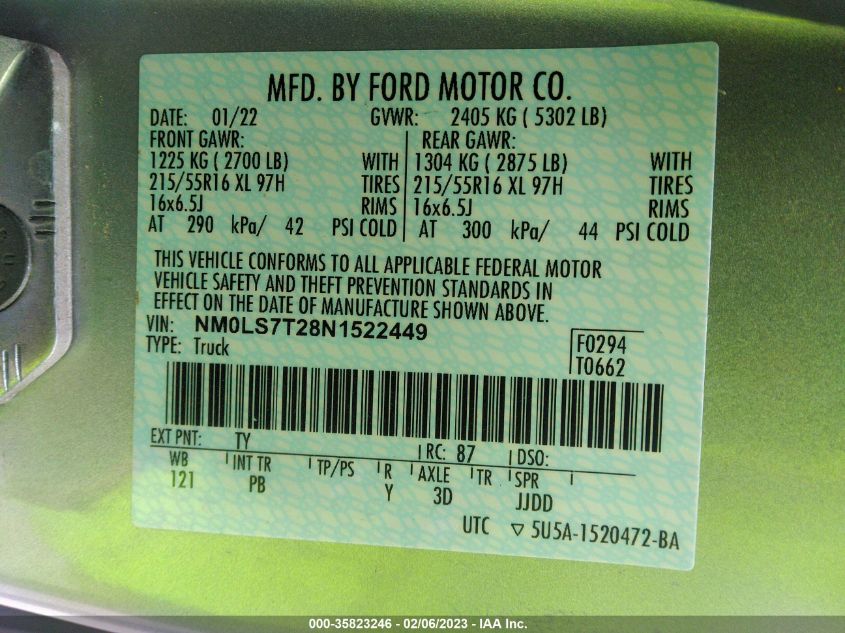 MFD. BY FORD MOTOR CO.
DATE: 01/22 GVWR: 2405 KG ( 5302 LB)
FRONT GAWR: REAR GAWR:
1225 KG ( 2700 LB) WITH 1304 KG ( 2875 LB) WITH
215/55R16 XL 97H TIRES 215/55R16 XL 97H TIRES
16x6.5J RIMS 16x6.5J RIMS
AT 290 kPa/ 42 PSI COLD AT 300 kPa/ 44 PSI COLD
THIS VEHICLE CONFORMS TO ALL APPLICABLE FEDERAL MOTOR
VEHICLE SAFETY AND THEFT PREVENTION STANDARDS IN
EFFECT ON THE DATE OF MANUFACTURE SHOWN ABOVE.
VIN: NM0LS7T28N1522449
TYPE: Truck
F0294
T0662
EXT PNT: TY RC: 87 DSO:
WB INT TR TP/PS R AXLE TR SPR
121 PB Y 3D JJDD
UTC ▽ 5U5A-1520472-BA
000-35823246 - 02/06/2023 - IAA Inc.